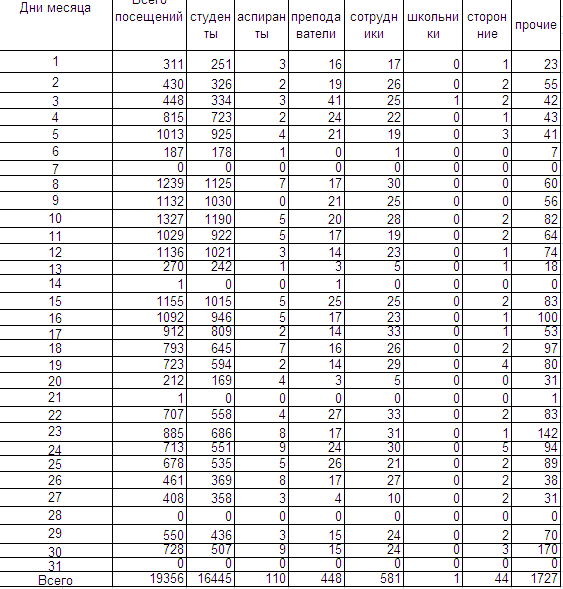 Дни месяца Всего посещений студенты аспиранты преподаватели сотрудники школьники сторонние прочие
1 311 251 3 16 17 0 1 23
2 430 326 2 19 26 0 2 55
3 448 334 3 41 25 1 2 42
4 815 723 2 24 22 0 1 43
5 1013 925 4 21 19 0 3 41
6 187 178 1 0 1 0 0 7
7 0 0 0 0 0 0 0 0
8 1239 1125 7 17 30 0 0 60
9 1132 1030 0 21 25 0 0 56
10 1327 1190 5 20 28 0 2 82
11 1029 922 5 17 19 0 2 64
12 1136 1021 3 14 23 0 1 74
13 270 242 1 3 5 0 1 18
14 1 0 0 1 0 0 0 0
15 1155 1015 5 25 25 0 2 83
16 1092 946 5 17 23 0 1 100
17 912 809 2 14 33 0 1 53
18 793 645 7 16 26 0 2 97
19 723 594 2 14 29 0 4 80
20 212 169 4 3 5 0 0 31
21 1 0 0 0 0 0 0 1
22 707 558 4 27 33 0 2 83
23 885 686 8 17 31 0 1 142
24 713 551 9 24 30 0 5 94
25 678 535 5 26 21 0 2 89
26 461 369 8 17 27 0 2 38
27 408 358 3 4 10 0 2 31
28 0 0 0 0 0 0 0 0
29 550 436 3 15 24 0 2 70
30 728 507 9 15 24 0 3 170
31 0 0 0 0 0 0 0 0
Всего 19356 16445 110 448 581 1 44 1727